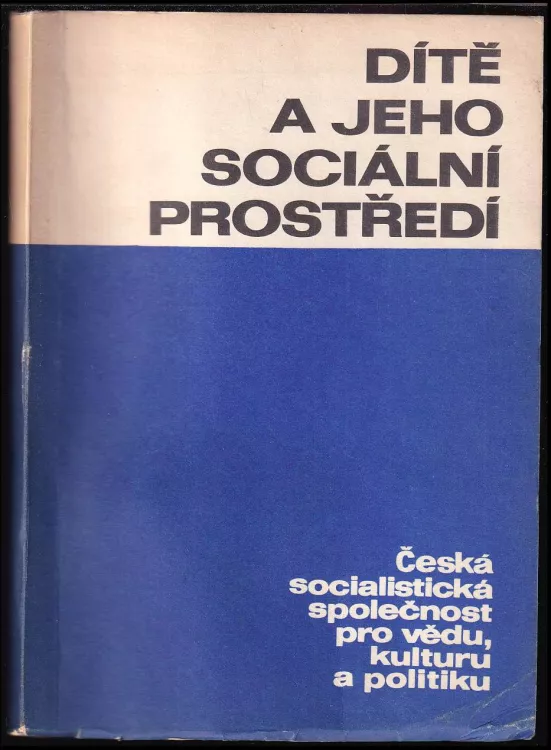 DÍTĚ
A JEHO
SOCIÁLNÍ
PROSTŘEDÍ
Česká
socialistická
společnost
pro vědu,
kulturu
a politiku